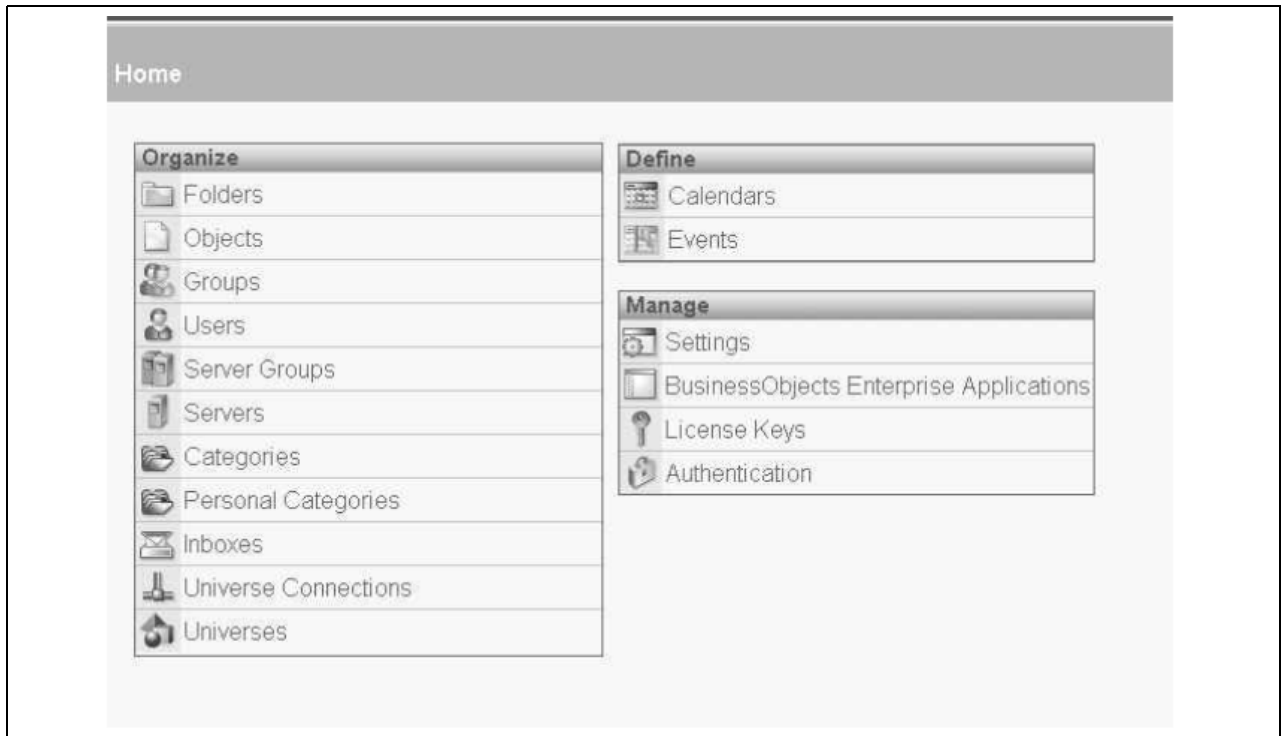 Home
Organize
Folders
Objects
Groups
Users
Server Groups
Servers
Categories
Personal Categories
Inboxes
Universe Connections
Universes
Define
Calendars
Events
Manage
Settings
BusinessObjects Enterprise Applications
License Keys
Authentication